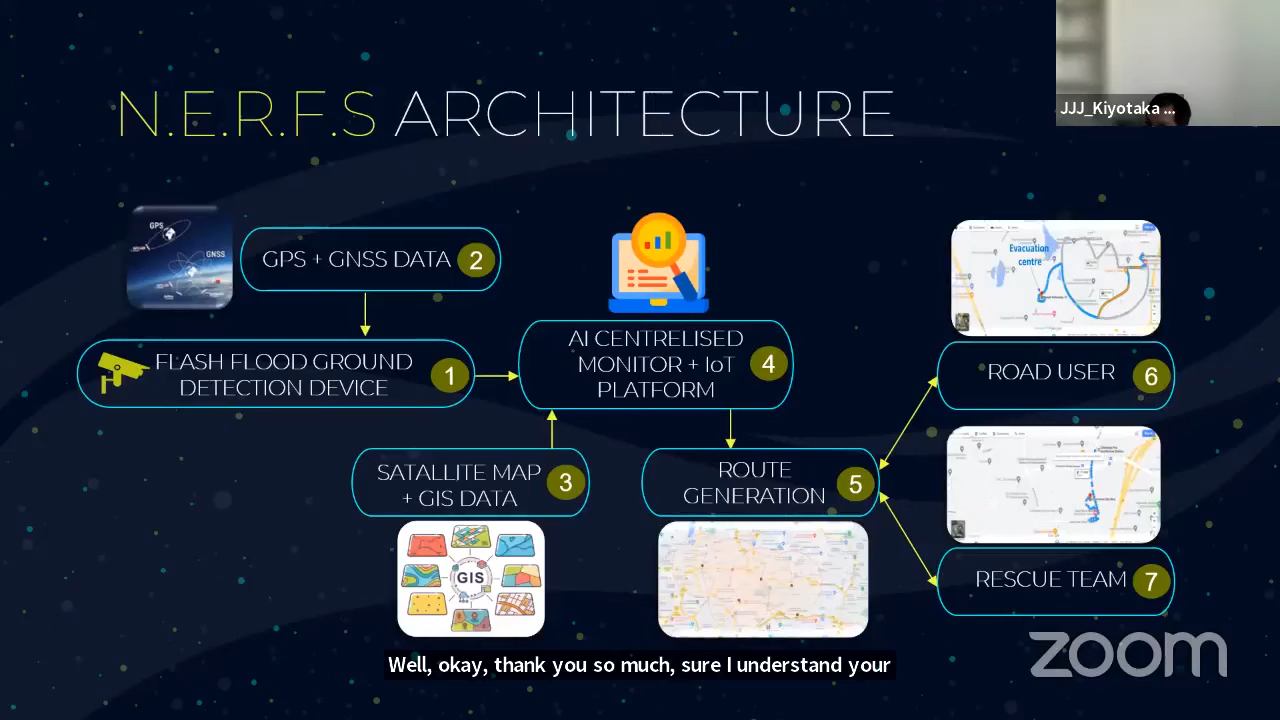 N.E.R.F.S ARCHITECTURE
JJJ_Kiyotaka ...
GPS
GNSS
GPS + GNSS DATA
2
FLASH FLOOD GROUND
DETECTION DEVICE
1
AI CENTRELISED
MONITOR + IoT
PLATFORM
4
SATALLITE MAP
+ GIS DATA
3
GIS
ROUTE
GENERATION
5
Evacuation
centre
ROAD USER
6
RESCUE TEAM
7
zoom
Well, okay, thank you so much, sure I understand your